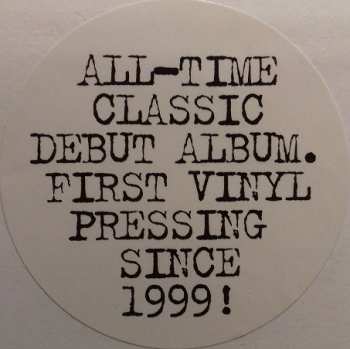 ALL-TIME
CLASSIC
DEBUT ALBUM.
FIRST VINYL
PRESSING
SINCE
1999!